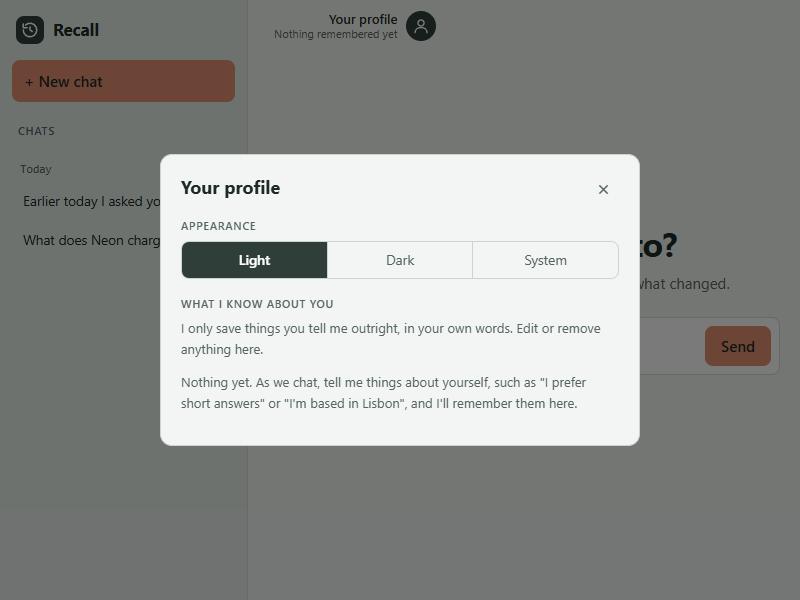 Recall
+ New chat
CHATS
Today
Earlier today I asked yo
What does Neon charg
Your profile
Nothing remembered yet
to?
what changed.
Send
Your profile
×
APPEARANCE
Light
Dark
System
WHAT I KNOW ABOUT YOU
I only save things you tell me outright, in your own words. Edit or remove
anything here.
Nothing yet. As we chat, tell me things about yourself, such as "I prefer
short answers" or "I'm based in Lisbon", and I'll remember them here.